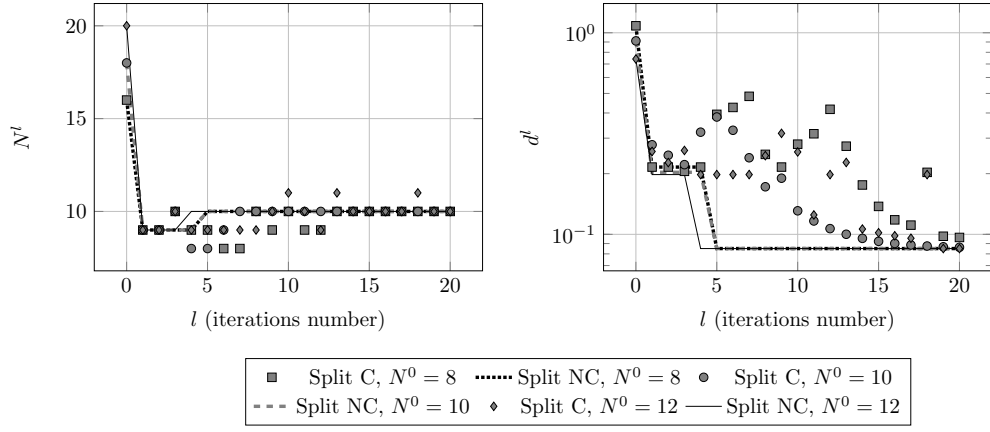 20
15
10
N^l
0 5 10 15 20
l (iterations number)
10^0
10^{-1}
d^l
0 5 10 15 20
l (iterations number)
Split C, N^0 = 8 Split NC, N^0 = 8 Split C, N^0 = 10
Split NC, N^0 = 10 Split C, N^0 = 12 Split NC, N^0 = 12